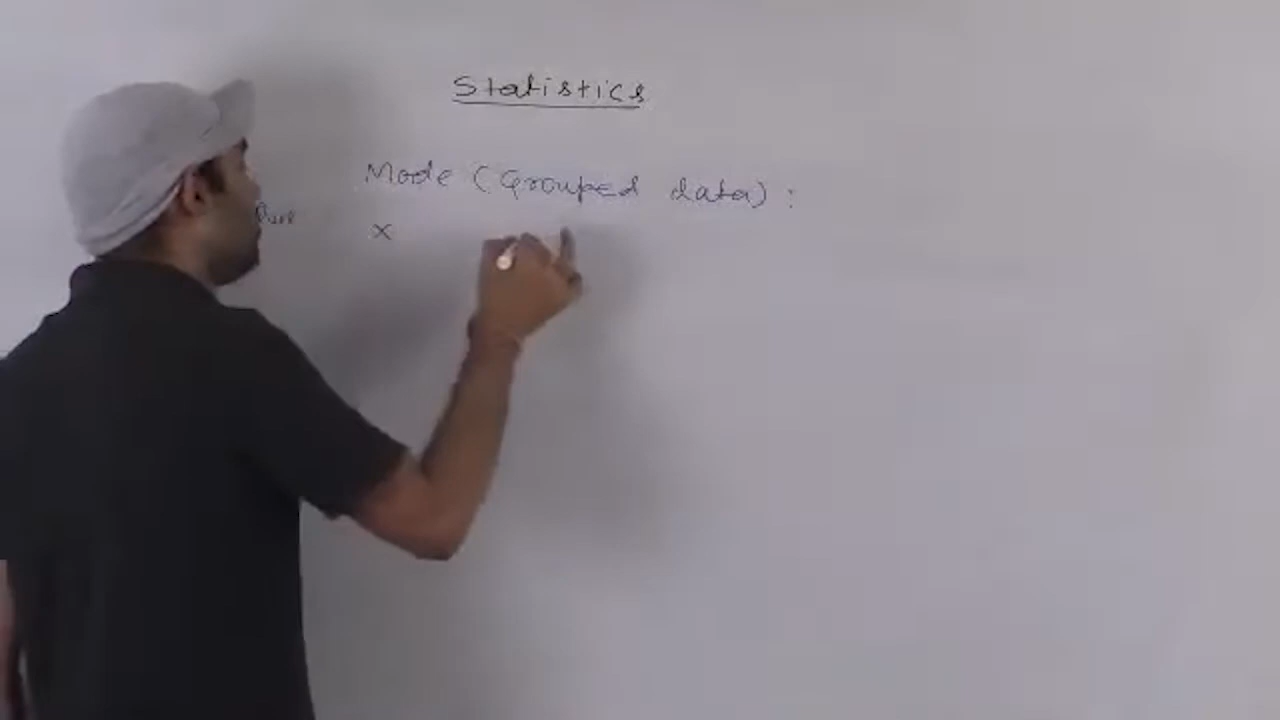 Statistics
Mode (Grouped data) :
x